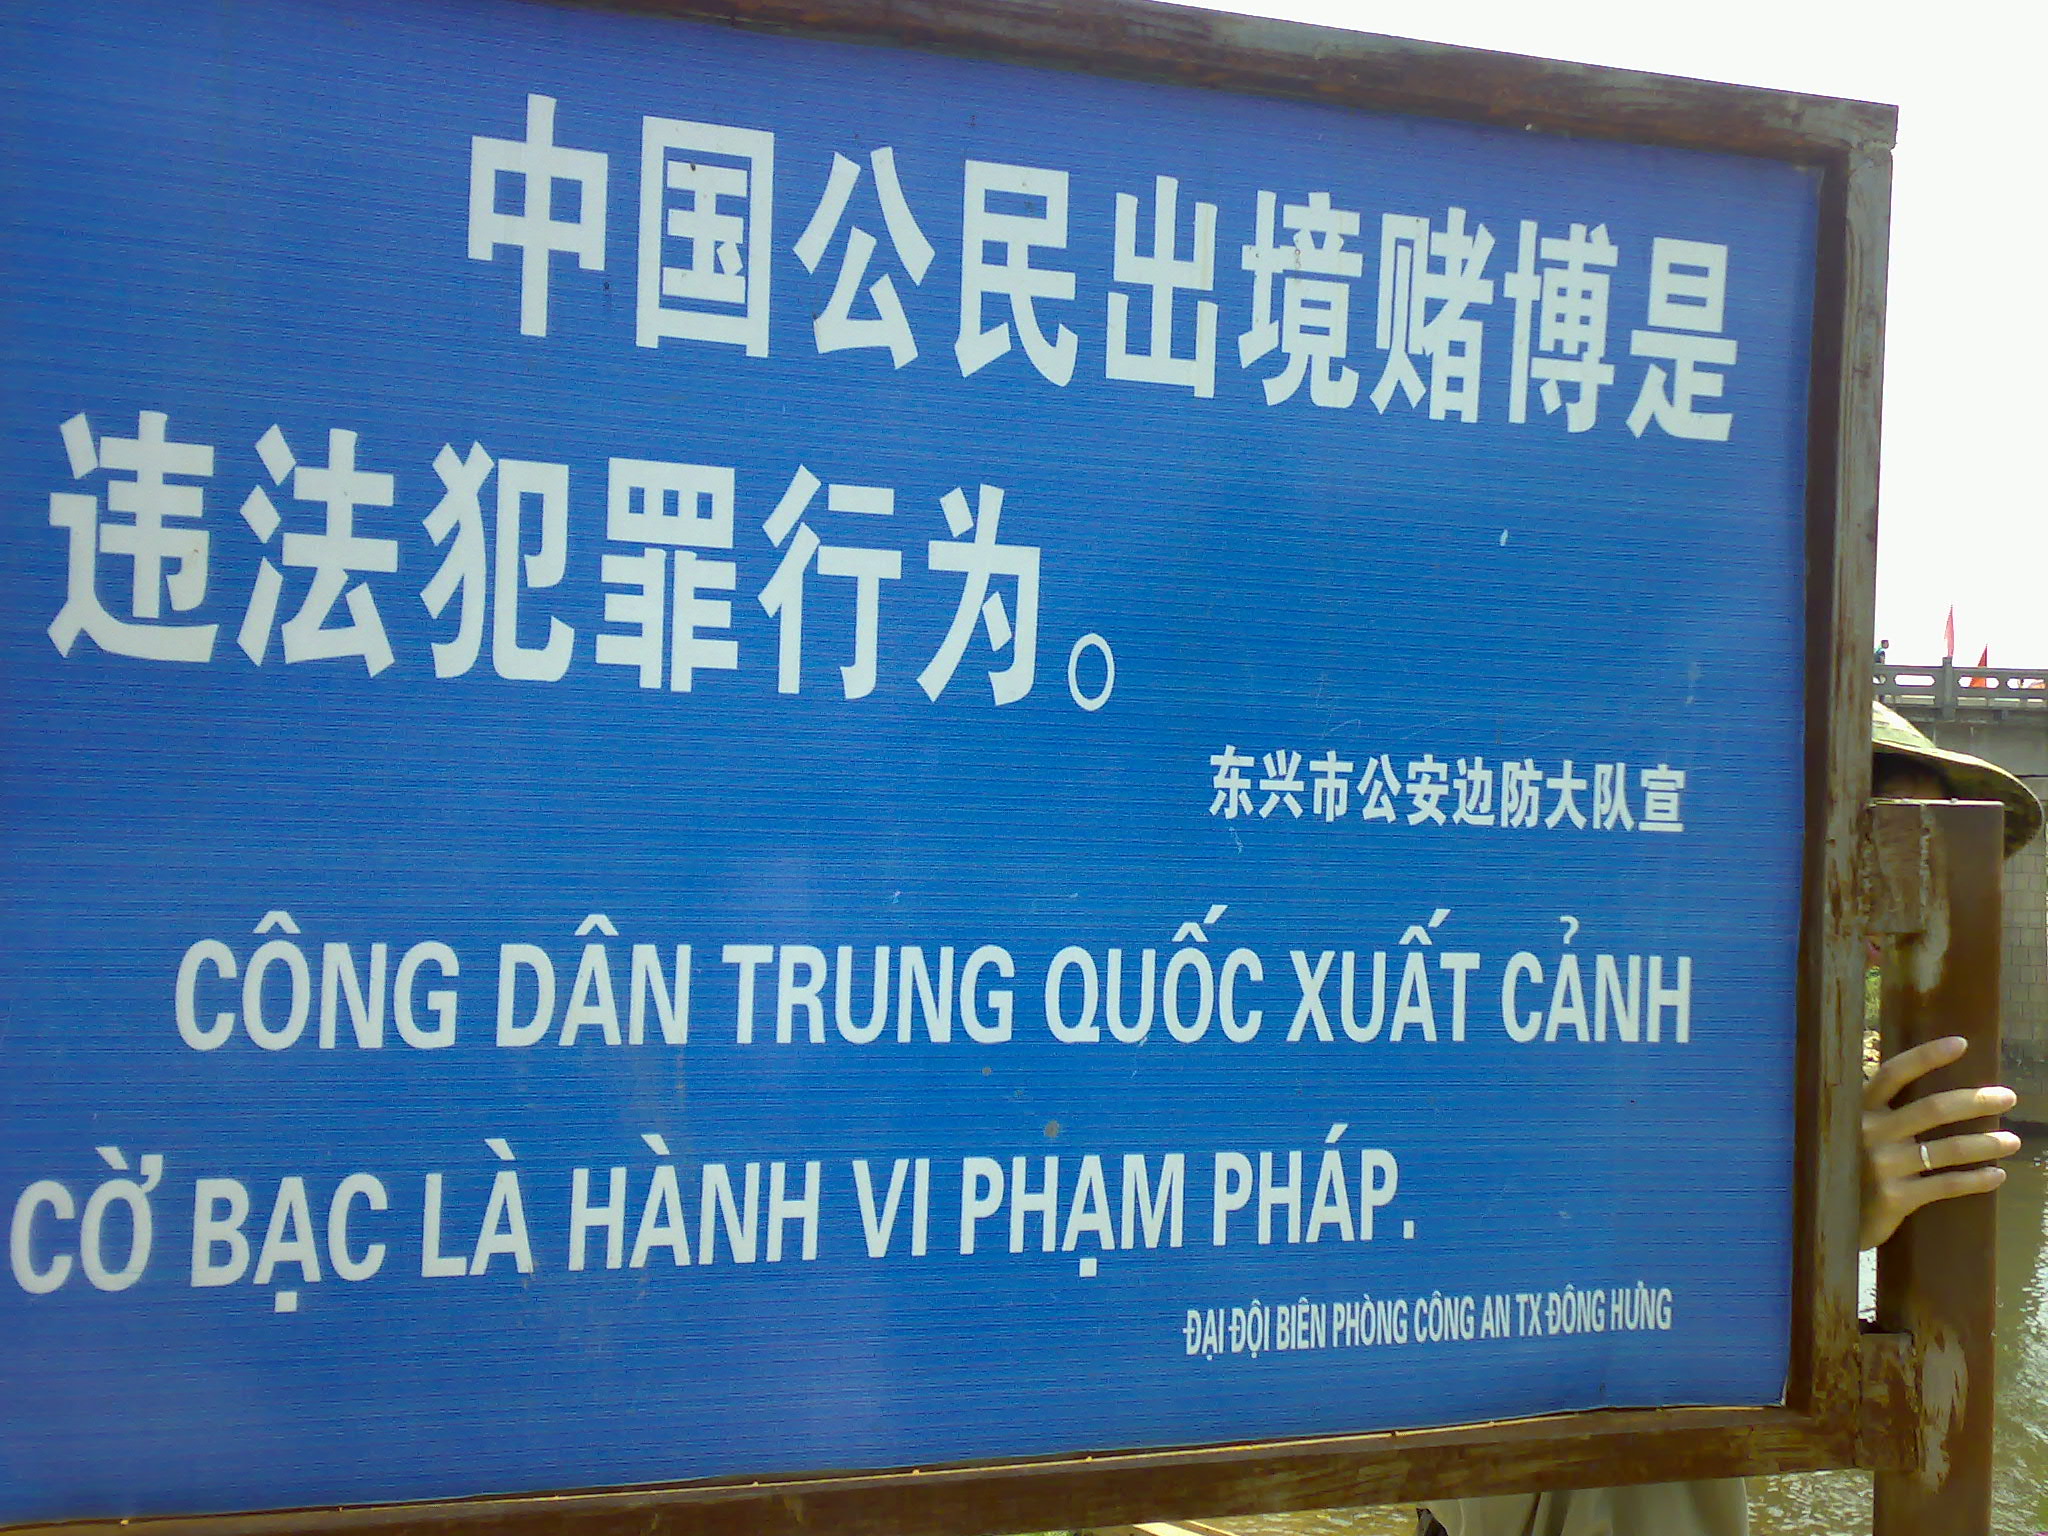 中国公民出境赌博是
违法犯罪行为。
东兴市公安边防大队宣
CÔNG DÂN TRUNG QUỐC XUẤT CẢNH
CỜ BẠC LÀ HÀNH VI PHẠM PHÁP.
ĐẠI ĐỘI BIÊN PHÒNG CÔNG AN TX ĐÔNG HƯNG